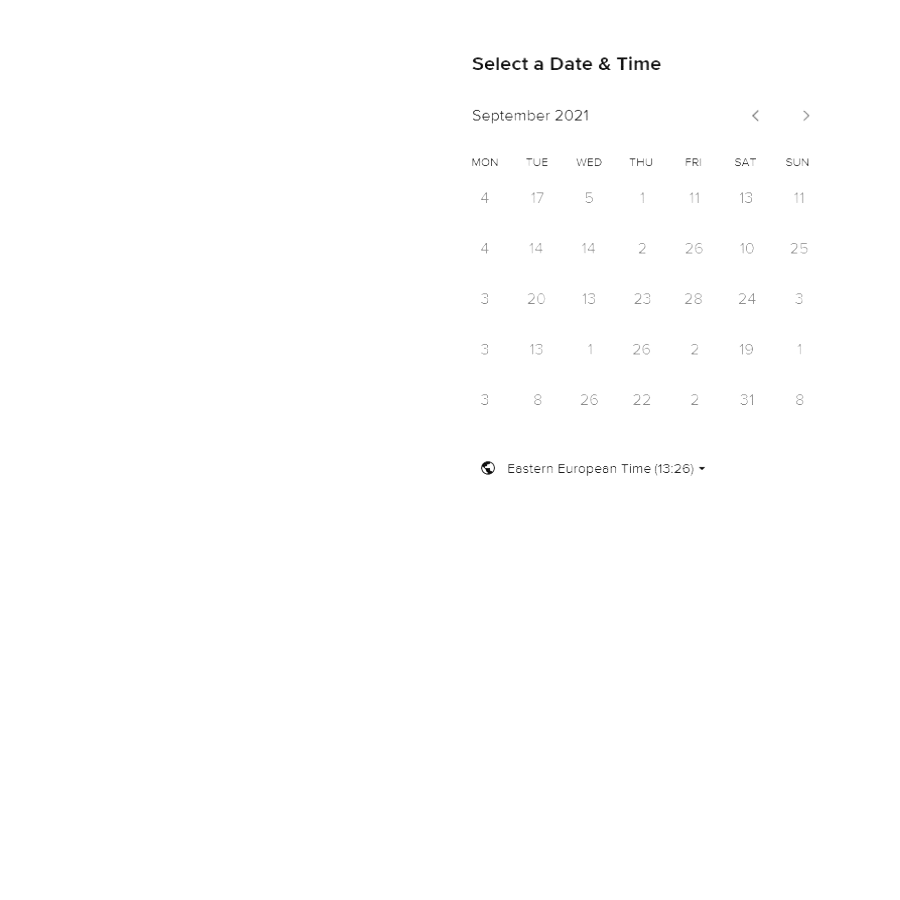 Select a Date & Time
September 2021
MON TUE WED THU FRI SAT SUN
4 17 5 1 11 13 11
4 14 14 2 26 10 25
3 20 13 23 28 24 3
3 13 1 26 2 19 1
3 8 26 22 2 31 8
Eastern European Time (13:26)